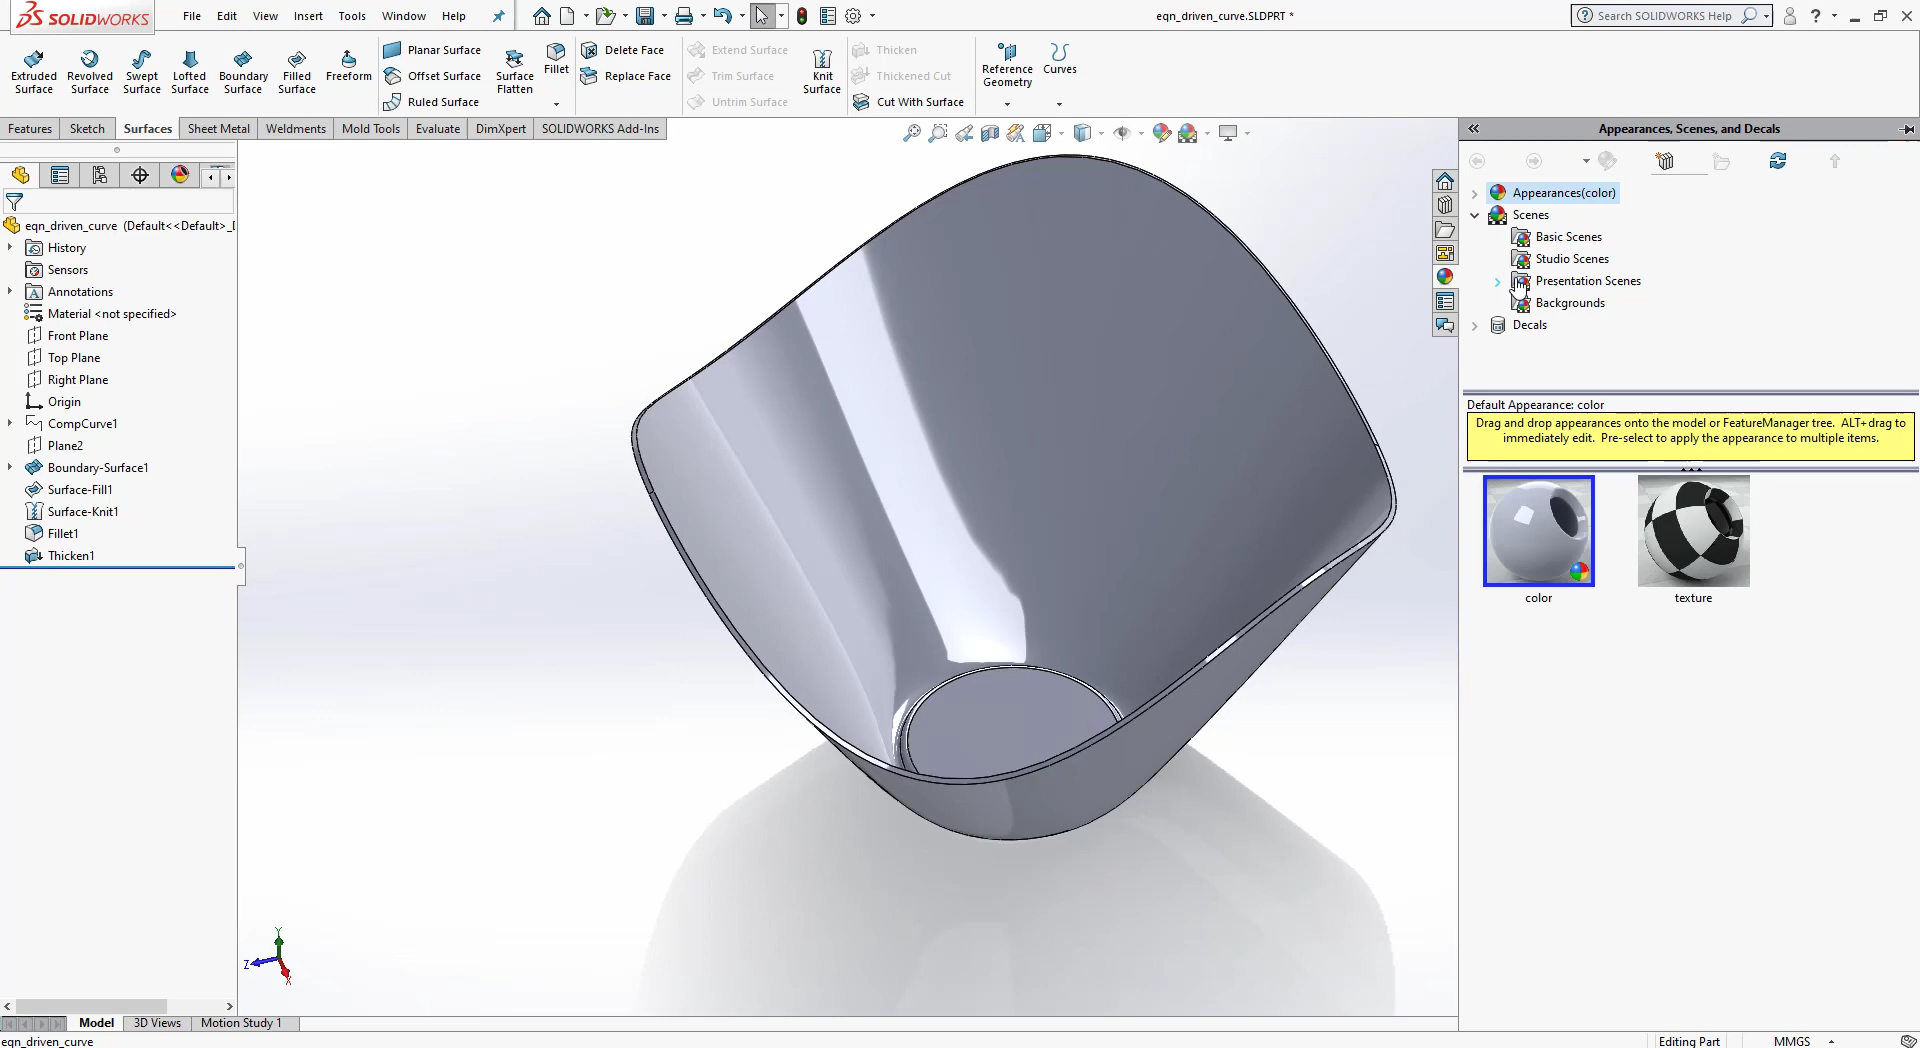 SOLIDWORKS
File Edit View Insert Tools Window Help
eqn_driven_curve.SLDPRT *
Search SOLIDWORKS Help
Extruded Surface
Revolved Surface
Swept Surface
Lofted Surface
Boundary Surface
Filled Surface
Freeform
Planar Surface
Offset Surface
Ruled Surface
Surface Flatten
Fillet
Delete Face
Replace Face
Extend Surface
Trim Surface
Untrim Surface
Knit Surface
Thicken
Thickened Cut
Cut With Surface
Reference Geometry
Curves
Features Sketch Surfaces Sheet Metal Weldments Mold Tools Evaluate DimXpert SOLIDWORKS Add-Ins
eqn_driven_curve (Default<<Default>_
History
Sensors
Annotations
Material <not specified>
Front Plane
Top Plane
Right Plane
Origin
CompCurve1
Plane2
Boundary-Surface1
Surface-Fill1
Surface-Knit1
Fillet1
Thicken1
Y
Z
X
Appearances, Scenes, and Decals
Appearances(color)
Scenes
Basic Scenes
Studio Scenes
Presentation Scenes
Backgrounds
Decals
Default Appearance: color
Drag and drop appearances onto the model or FeatureManager tree. ALT+drag to
immediately edit. Pre-select to apply the appearance to multiple items.
color
texture
Model 3D Views Motion Study 1
eqn_driven_curve
Editing Part
MMGS